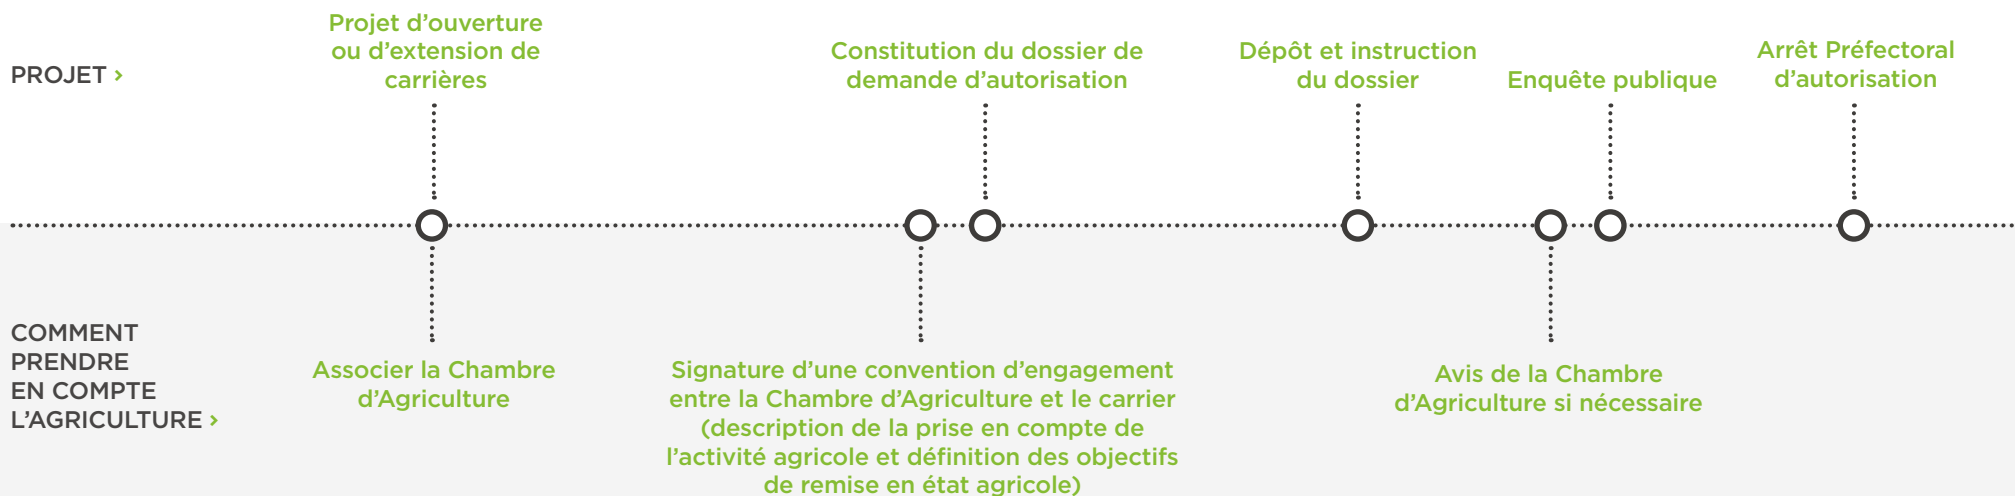 PROJET >
Projet d’ouverture
ou d’extension de
carrières
Constitution du dossier de
demande d’autorisation
Dépôt et instruction
du dossier
Enquête publique
Arrêt Préfectoral
d’autorisation
COMMENT
PRENDRE
EN COMPTE
L’AGRICULTURE >
Associer la Chambre
d’Agriculture
Signature d’une convention d’engagement
entre la Chambre d’Agriculture et le carrier
(description de la prise en compte de
l’activité agricole et définition des objectifs
de remise en état agricole)
Avis de la Chambre
d’Agriculture si nécessaire